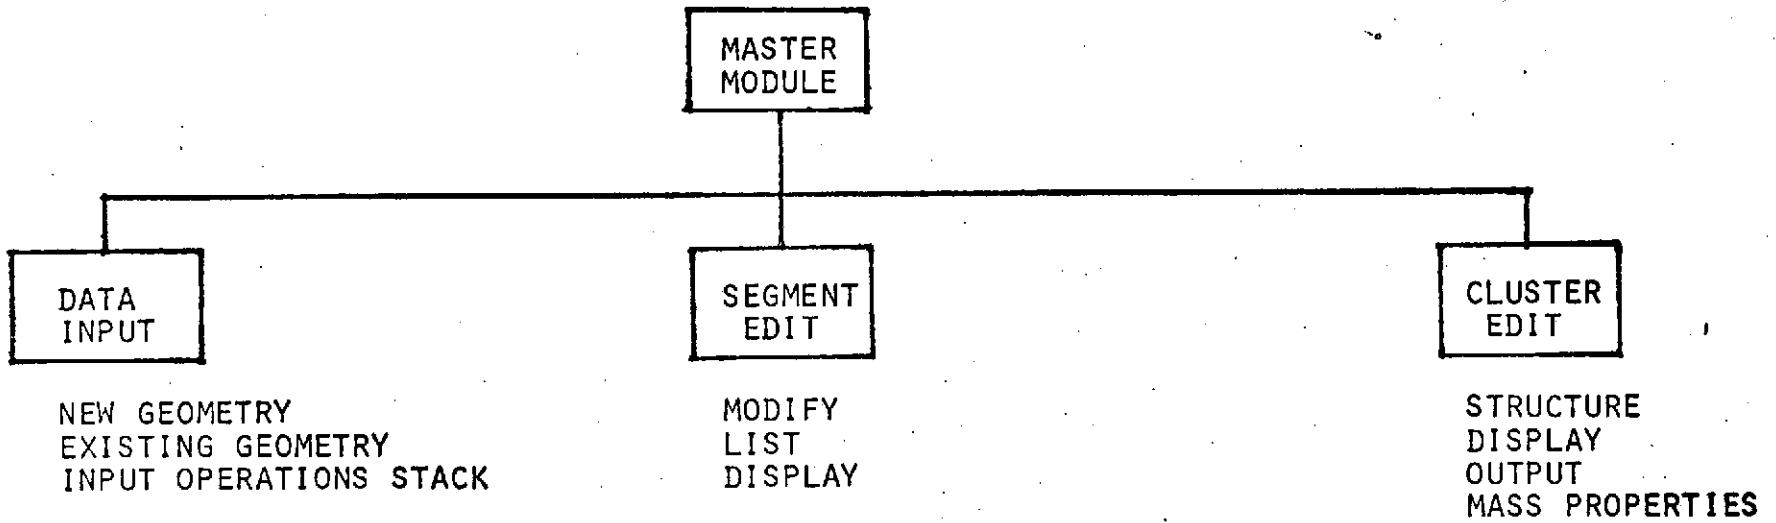 MASTER
MODULE
DATA
INPUT
NEW GEOMETRY
EXISTING GEOMETRY
INPUT OPERATIONS STACK
SEGMENT
EDIT
MODIFY
LIST
DISPLAY
CLUSTER
EDIT
STRUCTURE
DISPLAY
OUTPUT
MASS PROPERTIES